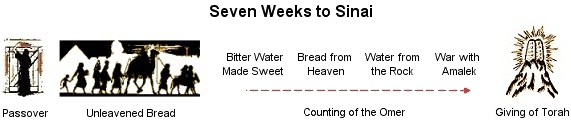 Seven Weeks to Sinai
Bitter Water
Made Sweet
Bread from
Heaven
Water from
the Rock
War with
Amalek
Passover
Unleavened Bread
Counting of the Omer
Giving of Torah